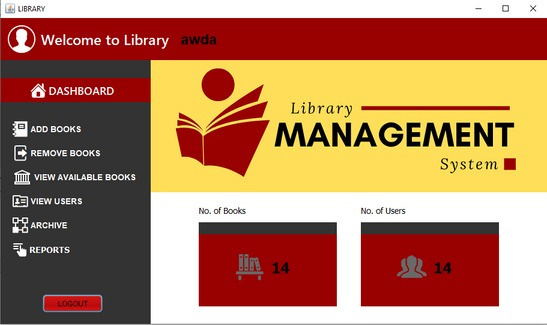 LIBRARY
Welcome to Library awda
DASHBOARD
ADD BOOKS
REMOVE BOOKS
VIEW AVAILABLE BOOKS
VIEW USERS
ARCHIVE
REPORTS
LOGOUT
Library
MANAGEMENT
System
No. of Books
14
No. of Users
14